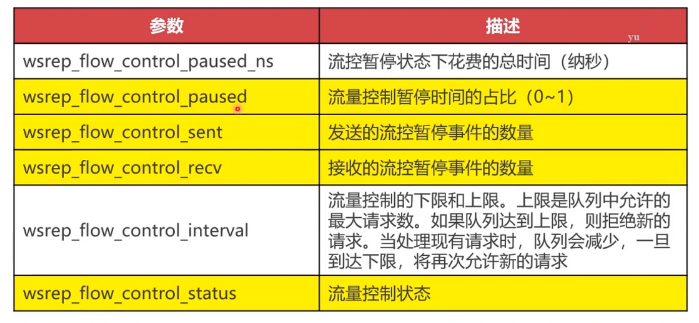 参数 描述
yu
wsrep_flow_control_paused_ns 流控暂停状态下花费的总时间（纳秒）
wsrep_flow_control_paused 流量控制暂停时间的占比（0~1）
wsrep_flow_control_sent 发送的流控暂停事件的数量
wsrep_flow_control_recv 接收的流控暂停事件的数量
wsrep_flow_control_interval
流量控制的下限和上限。上限是队列中允许的
最大请求数。如果队列达到上限，则拒绝新的
请求。当处理现有请求时，队列会减少，一旦
到达下限，将再次允许新的请求
wsrep_flow_control_status 流量控制状态